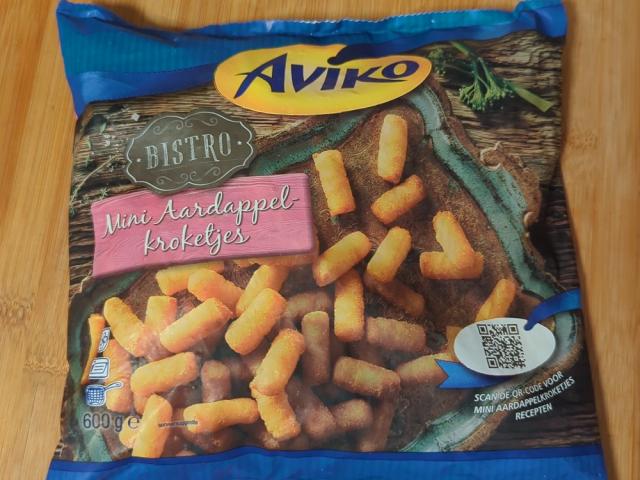 AVIKO
BISTRO
Mini Aardappel-
kroketjes
SCAN DE QR-CODE VOOR
MINI AARDAPPELKROKETJES
RECEPTEN
600 g e